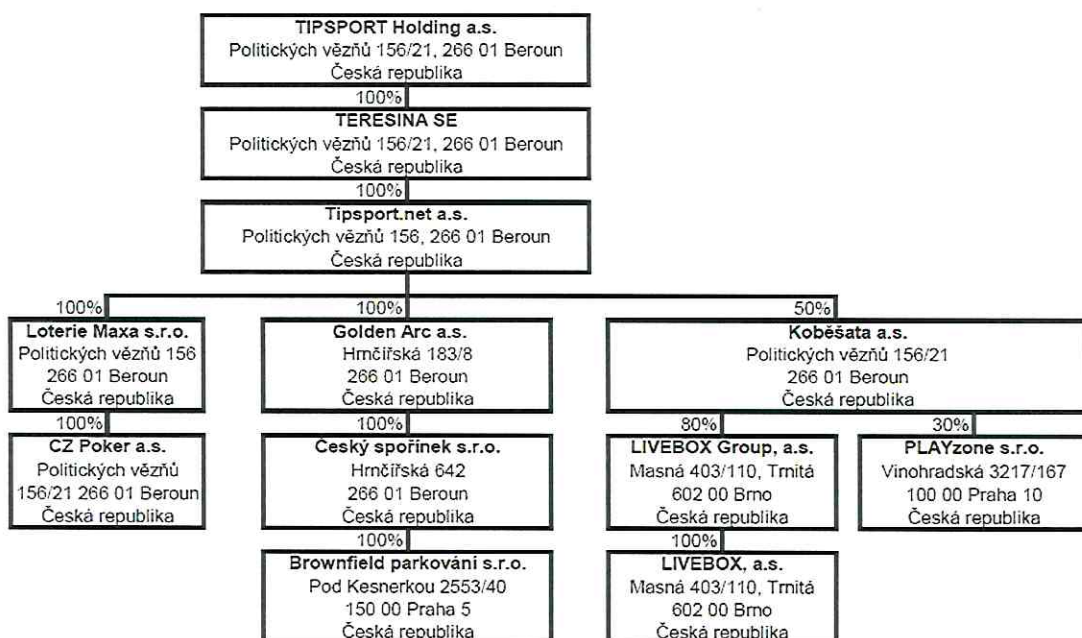 TIPSPORT Holding a.s.
Politických vězňů 156/21, 266 01 Beroun
Česká republika
100%
TERESINA SE
Politických vězňů 156/21, 266 01 Beroun
Česká republika
100%
Tipsport.net a.s.
Politických vězňů 156, 266 01 Beroun
Česká republika
100%
Loterie Maxa s.r.o.
Politických vězňů 156
266 01 Beroun
Česká republika
100%
CZ Poker a.s.
Politických vězňů
156/21 266 01 Beroun
Česká republika
100%
Golden Arc a.s.
Hrnčířská 183/8
266 01 Beroun
Česká republika
100%
Český spořínek s.r.o.
Hrnčířská 642
266 01 Beroun
Česká republika
100%
Brownfield parkování s.r.o.
Pod Kesnerkou 2553/40
150 00 Praha 5
Česká republika
50%
Koběšata a.s.
Politických vězňů 156/21
266 01 Beroun
Česká republika
80%
LIVEBOX Group, a.s.
Masná 403/110, Trnitá
602 00 Brno
Česká republika
100%
LIVEBOX, a.s.
Masná 403/110, Trnitá
602 00 Brno
Česká republika
30%
PLAYzone s.r.o.
Vinohradská 3217/167
100 00 Praha 10
Česká republika